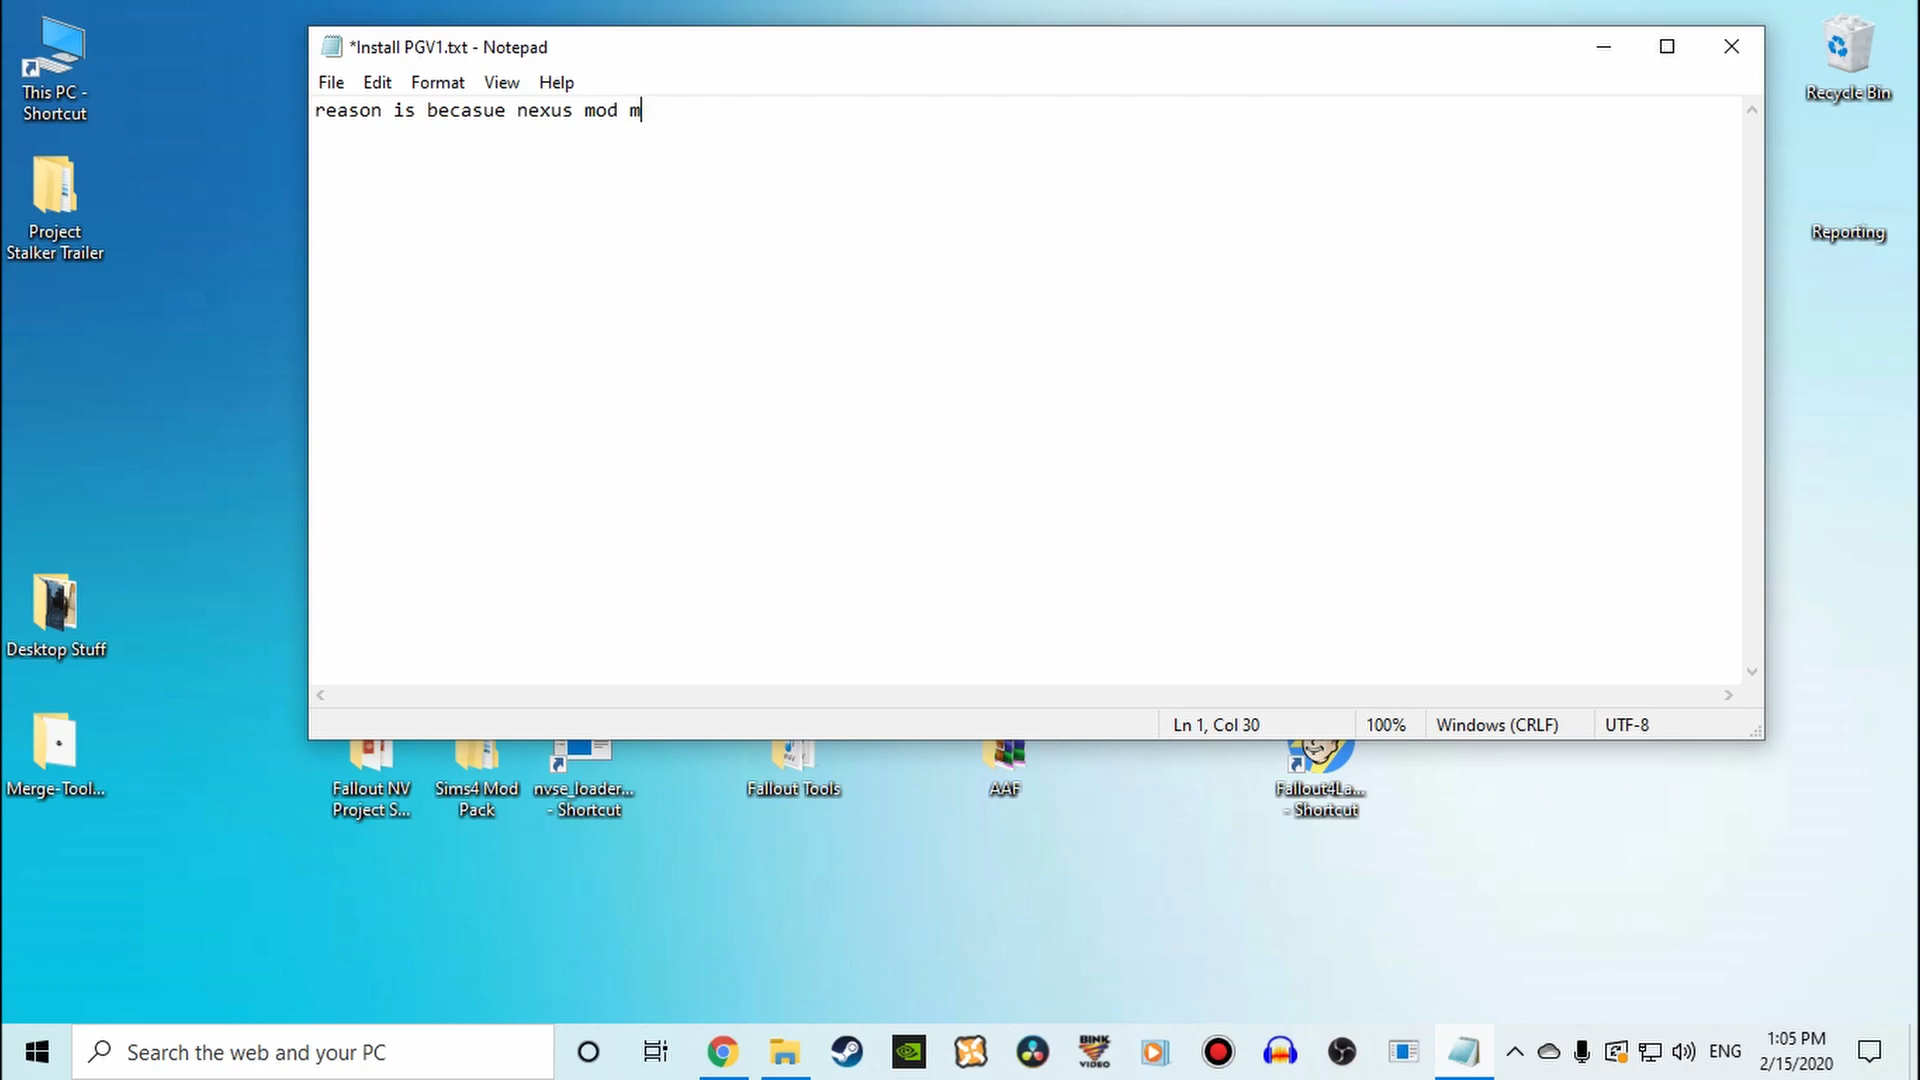 *Install PGV1.txt - Notepad
File Edit Format View Help
reason is becasue nexus mod m
Ln 1, Col 30 100% Windows (CRLF) UTF-8
This PC -
Shortcut
Project
Stalker Trailer
Desktop Stuff
Merge-Tool...
Recycle Bin
Reporting
Fallout NV
Project S...
Sims4 Mod
Pack
nvse_loader...
- Shortcut
Fallout Tools
AAF
Fallout4La...
- Shortcut
Search the web and your PC
BINK
VIDEO
ENG
1:05 PM
2/15/2020